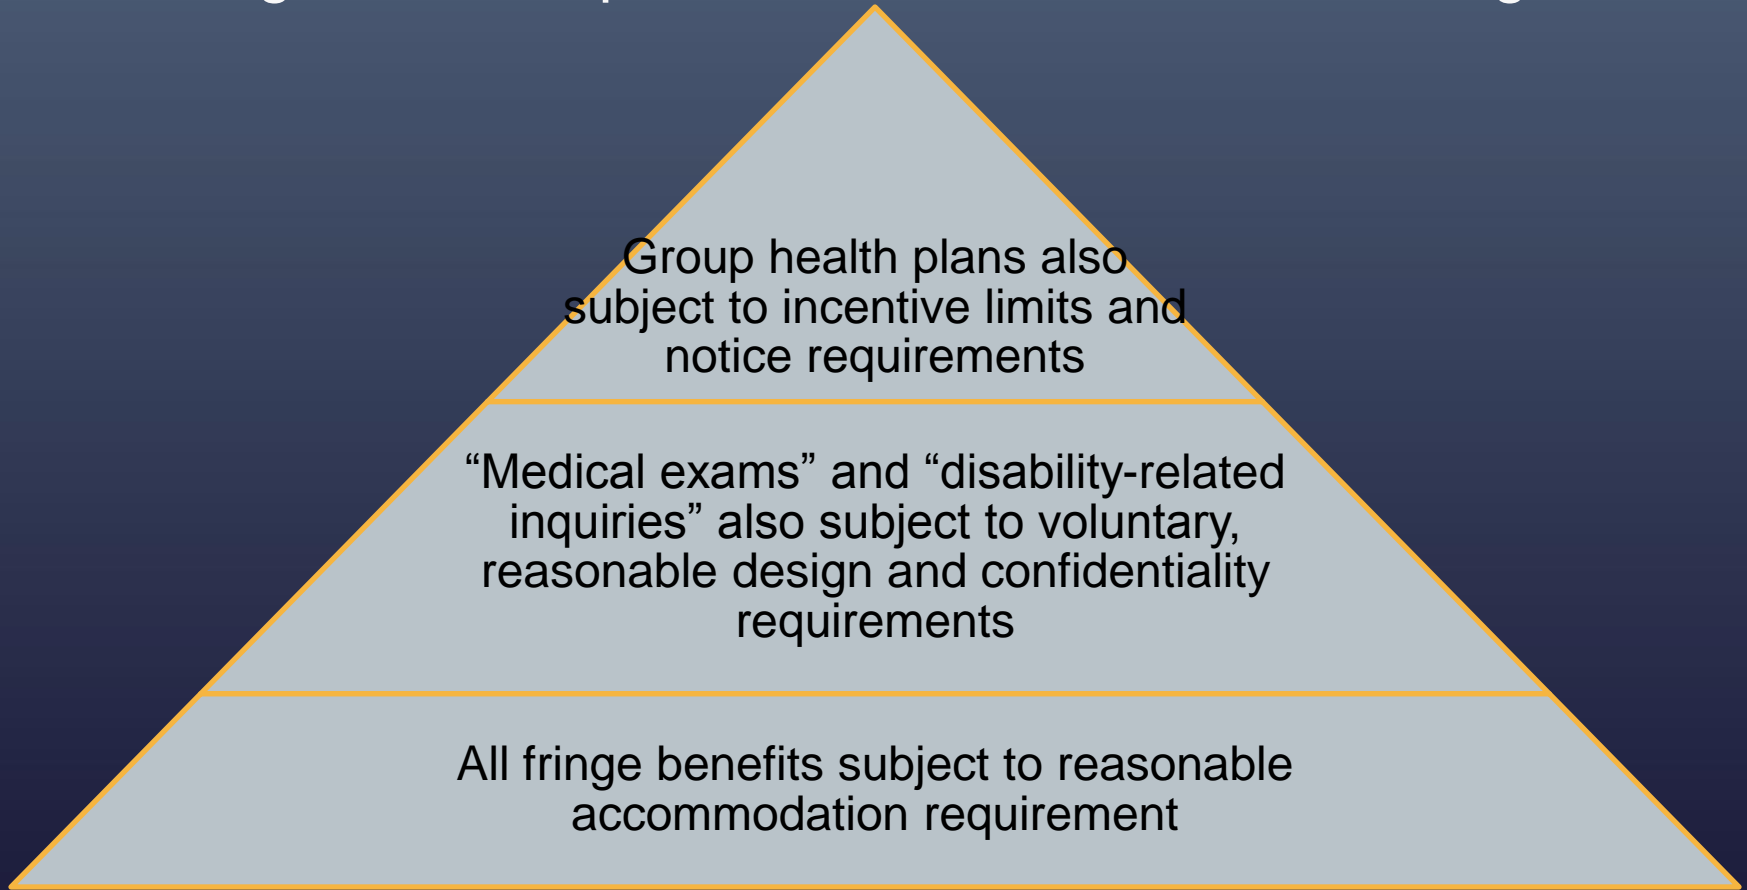 Group health plans also
subject to incentive limits and
notice requirements
“Medical exams” and “disability-related
inquiries” also subject to voluntary,
reasonable design and confidentiality
requirements
All fringe benefits subject to reasonable
accommodation requirement